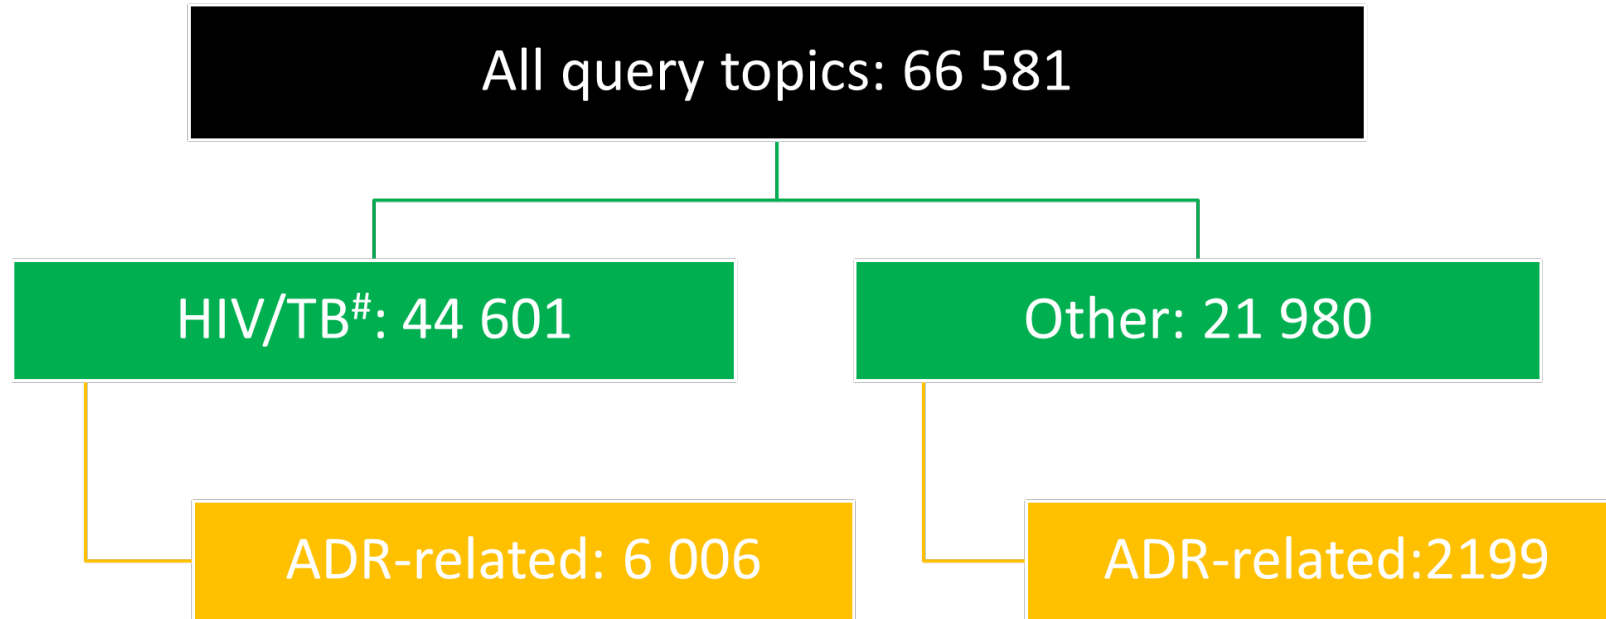 All query topics: 66 581
HIV/TB#: 44 601
Other: 21 980
ADR-related: 6 006
ADR-related:2199